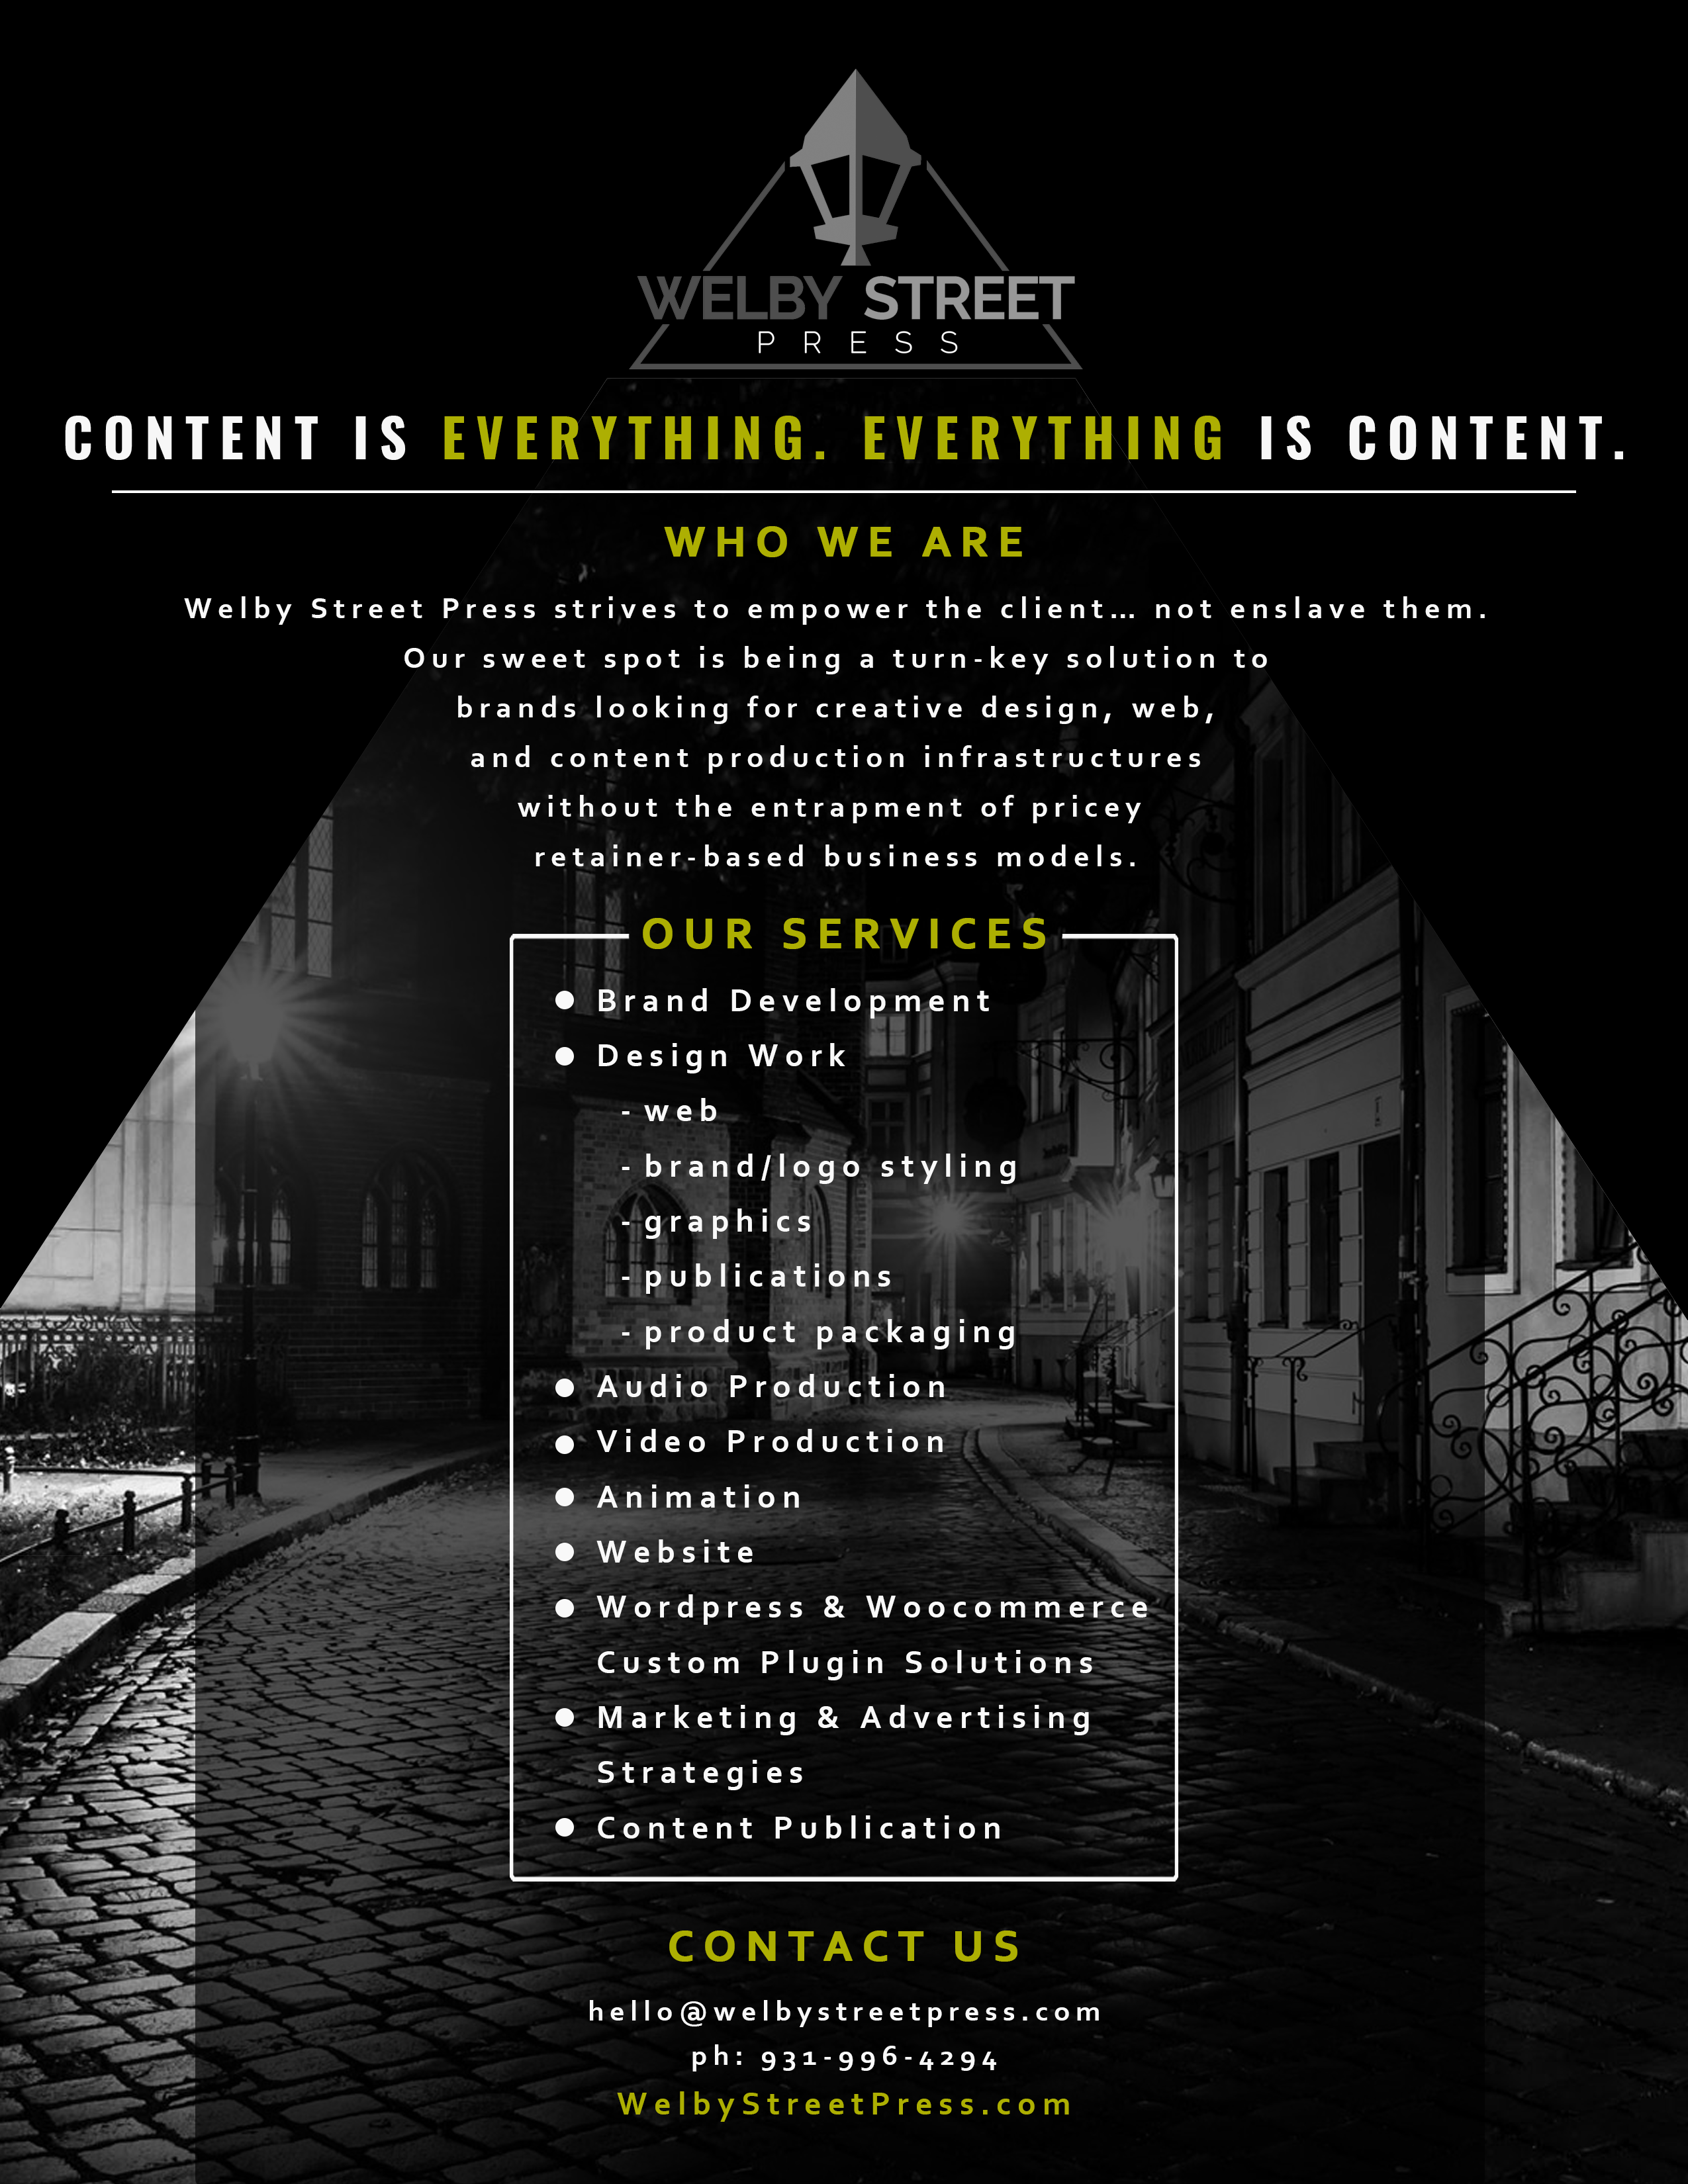 WELBY STREET
PRESS
CONTENT IS EVERYTHING. EVERYTHING IS CONTENT.
WHO WE ARE
Welby Street Press strives to empower the client... not enslave them.
Our sweet spot is being a turn-key solution to
brands looking for creative design, web,
and content production infrastructures
without the entrapment of pricey
retainer-based business models.
OUR SERVICES
● Brand Development
● Design Work
- web
- brand/logo styling
- graphics
- publications
- product packaging
● Audio Production
● Video Production
● Animation
● Website
● Wordpress & Woocommerce
Custom Plugin Solutions
● Marketing & Advertising
Strategies
● Content Publication
CONTACT US
hello@welbystreetpress.com
ph: 931-996-4294
WelbyStreetPress.com